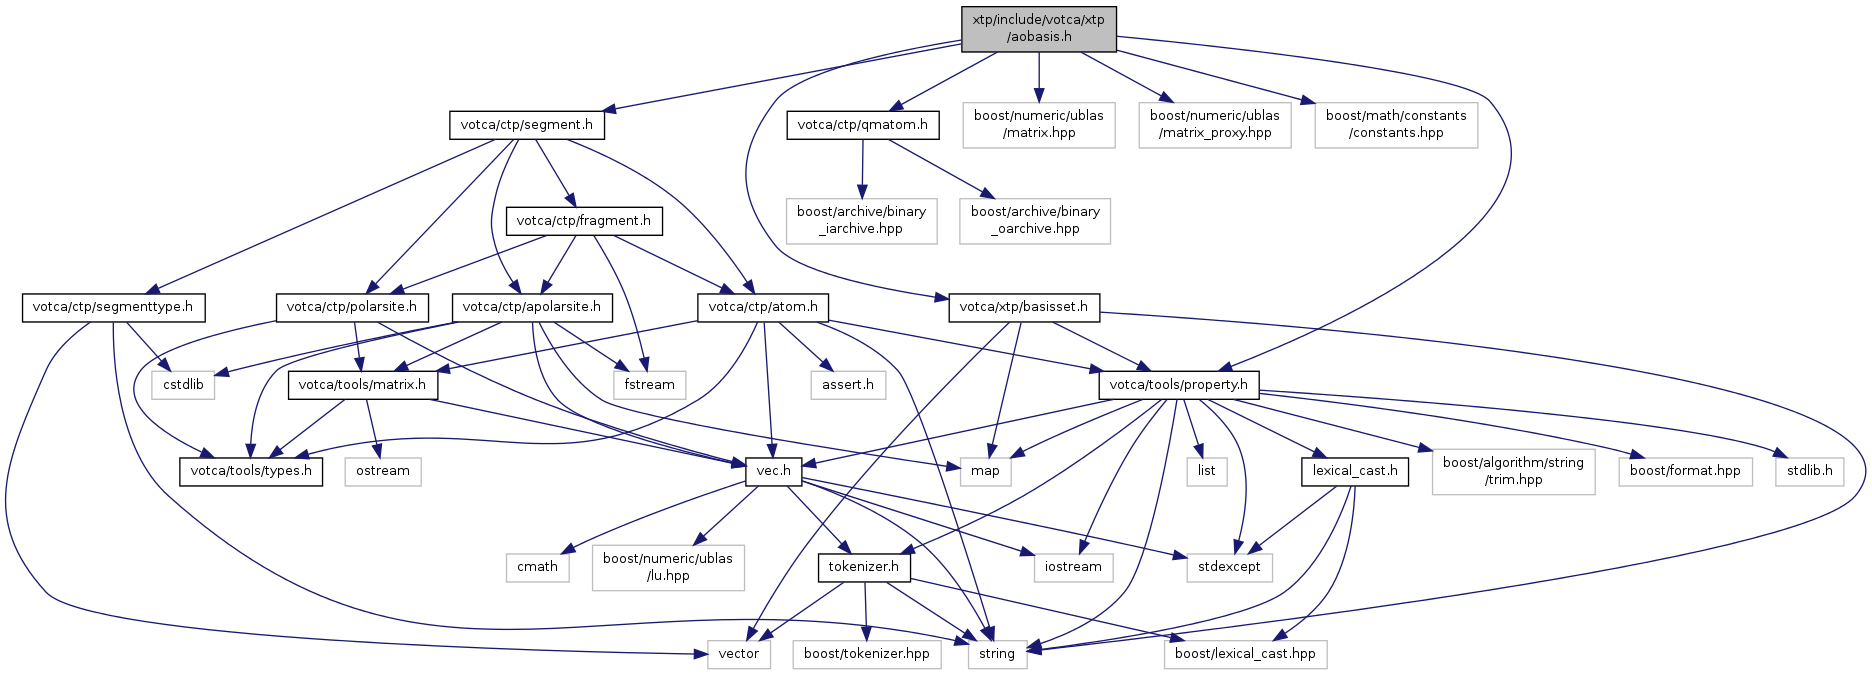 xtp/include/votca/xtp
/aobasis.h
votca/ctp/segment.h
votca/ctp/qmatom.h
boost/numeric/ublas
/matrix.hpp
boost/numeric/ublas
/matrix_proxy.hpp
boost/math/constants
/constants.hpp
votca/ctp/fragment.h
boost/archive/binary
_iarchive.hpp
boost/archive/binary
_oarchive.hpp
votca/ctp/segmenttype.h
votca/ctp/polarsite.h
votca/ctp/apolarsite.h
votca/ctp/atom.h
votca/xtp/basisset.h
cstdlib
votca/tools/matrix.h
fstream
assert.h
votca/tools/property.h
votca/tools/types.h
ostream
vec.h
map
list
lexical_cast.h
boost/algorithm/string
/trim.hpp
boost/format.hpp
stdlib.h
cmath
boost/numeric/ublas
/lu.hpp
tokenizer.h
iostream
stdexcept
vector
boost/tokenizer.hpp
string
boost/lexical_cast.hpp